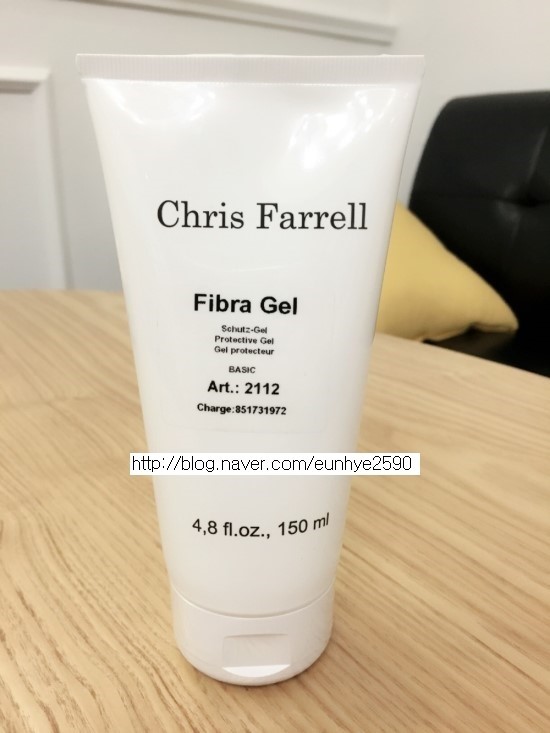 Chris Farrell
Fibra Gel
Schutz-Gel
Protective Gel
Gel protecteur
BASIC
Art.: 2112
Charge:851731972
http://blog.naver.com/eunhye2590
4,8 fl.oz., 150 ml